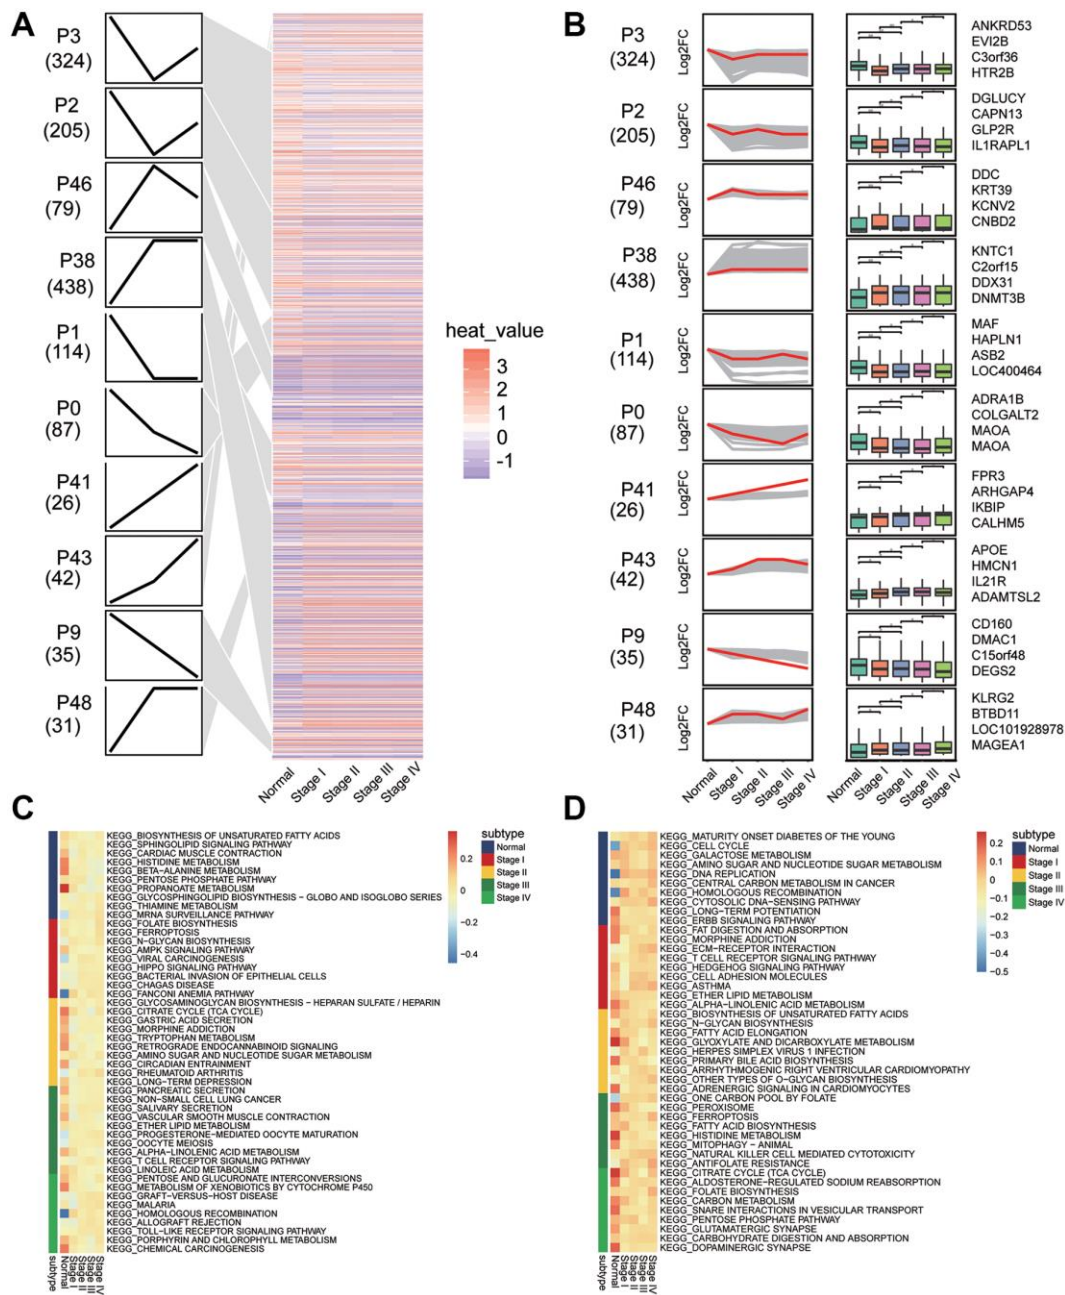 A
P3
(324)
P2
(205)
P46
(79)
P38
(438)
P1
(114)
P0
(87)
P41
(26)
P43
(42)
P9
(35)
P48
(31)
heat_value
3
2
1
0
-1
Normal
Stage I
Stage II
Stage III
Stage IV
B
P3
(324)
Log2FC
ANKRD53
EVI2B
C3orf36
HTR2B
P2
(205)
Log2FC
DGLUCY
CAPN13
GLP2R
IL1RAPL1
P46
(79)
Log2FC
DDC
KRT39
KCNV2
CNBD2
P38
(438)
Log2FC
KNTC1
C2orf15
DDX31
DNMT3B
P1
(114)
Log2FC
MAF
HAPLN1
ASB2
LOC400464
P0
(87)
Log2FC
ADRA1B
COLGALT2
MAOA
MAOA
P41
(26)
Log2FC
FPR3
ARHGAP4
IKBIP
CALHM5
P43
(42)
Log2FC
APOE
HMCN1
IL21R
ADAMTSL2
P9
(35)
Log2FC
CD160
DMAC1
C15orf48
DEGS2
P48
(31)
Log2FC
KLRG2
BTBD11
LOC101928978
MAGEA1
Normal
Stage I
Stage II
Stage III
Stage IV
Normal
Stage I
Stage II
Stage III
Stage IV
C
KEGG_BIOSYNTHESIS OF UNSATURATED FATTY ACIDS
KEGG_SPHINGOLIPID SIGNALING PATHWAY
KEGG_CARDIAC MUSCLE CONTRACTION
KEGG_HISTIDINE METABOLISM
KEGG_BETA-ALANINE METABOLISM
KEGG_PENTOSE PHOSPHATE PATHWAY
KEGG_PROPANOATE METABOLISM
KEGG_GLYCOSPHINGOLIPID BIOSYNTHESIS - GLOBO AND ISOGLOBO SERIES
KEGG_THIAMINE METABOLISM
KEGG_MRNA SURVEILLANCE PATHWAY
KEGG_FOLATE BIOSYNTHESIS
KEGG_FERROPTOSIS
KEGG_N-GLYCAN BIOSYNTHESIS
KEGG_AMPK SIGNALING PATHWAY
KEGG_VIRAL CARCINOGENESIS
KEGG_HIPPO SIGNALING PATHWAY
KEGG_BACTERIAL INVASION OF EPITHELIAL CELLS
KEGG_CHAGAS DISEASE
KEGG_FANCONI ANEMIA PATHWAY
KEGG_GLYCOSAMINOGLYCAN BIOSYNTHESIS - HEPARAN SULFATE / HEPARIN
KEGG_CITRATE CYCLE (TCA CYCLE)
KEGG_GASTRIC ACID SECRETION
KEGG_MORPHINE ADDICTION
KEGG_TRYPTOPHAN METABOLISM
KEGG_RETROGRADE ENDOCANNABINOID SIGNALING
KEGG_AMINO SUGAR AND NUCLEOTIDE SUGAR METABOLISM
KEGG_CIRCADIAN ENTRAINMENT
KEGG_RHEUMATOID ARTHRITIS
KEGG_LONG-TERM DEPRESSION
KEGG_PANCREATIC SECRETION
KEGG_NON-SMALL CELL LUNG CANCER
KEGG_SALIVARY SECRETION
KEGG_VASCULAR SMOOTH MUSCLE CONTRACTION
KEGG_ETHER LIPID METABOLISM
KEGG_PROGESTERONE-MEDIATED OOCYTE MATURATION
KEGG_OOCYTE MEIOSIS
KEGG_ALPHA-LINOLENIC ACID METABOLISM
KEGG_T CELL RECEPTOR SIGNALING PATHWAY
KEGG_LINOLEIC ACID METABOLISM
KEGG_PENTOSE AND GLUCURONATE INTERCONVERSIONS
KEGG_METABOLISM OF XENOBIOTICS BY CYTOCHROME P450
KEGG_GRAFT-VERSUS-HOST DISEASE
KEGG_MALARIA
KEGG_HOMOLOGOUS RECOMBINATION
KEGG_ALLOGRAFT REJECTION
KEGG_TOLL-LIKE RECEPTOR SIGNALING PATHWAY
KEGG_PORPHYRIN AND CHLOROPHYLL METABOLISM
KEGG_CHEMICAL CARCINOGENESIS
subtype
Normal
Stage I
Stage II
Stage III
Stage IV
0.2
0
-0.2
-0.4
subtype
Normal
Stage I
Stage II
Stage III
Stage IV
D
KEGG_MATURITY ONSET DIABETES OF THE YOUNG
KEGG_CELL CYCLE
KEGG_GALACTOSE METABOLISM
KEGG_AMINO SUGAR AND NUCLEOTIDE SUGAR METABOLISM
KEGG_DNA REPLICATION
KEGG_CENTRAL CARBON METABOLISM IN CANCER
KEGG_HOMOLOGOUS RECOMBINATION
KEGG_CYTOSOLIC DNA-SENSING PATHWAY
KEGG_LONG-TERM POTENTIATION
KEGG_ERBB SIGNALING PATHWAY
KEGG_FAT DIGESTION AND ABSORPTION
KEGG_MORPHINE ADDICTION
KEGG_ECM-RECEPTOR INTERACTION
KEGG_T CELL RECEPTOR SIGNALING PATHWAY
KEGG_HEDGEHOG SIGNALING PATHWAY
KEGG_CELL ADHESION MOLECULES
KEGG_ASTHMA
KEGG_ETHER LIPID METABOLISM
KEGG_ALPHA-LINOLENIC ACID METABOLISM
KEGG_BIOSYNTHESIS OF UNSATURATED FATTY ACIDS
KEGG_N-GLYCAN BIOSYNTHESIS
KEGG_FATTY ACID ELONGATION
KEGG_GLYOXYLATE AND DICARBOXYLATE METABOLISM
KEGG_HERPES SIMPLEX VIRUS 1 INFECTION
KEGG_PRIMARY BILE ACID BIOSYNTHESIS
KEGG_ARRHYTHMOGENIC RIGHT VENTRICULAR CARDIOMYOPATHY
KEGG_OTHER TYPES OF O-GLYCAN BIOSYNTHESIS
KEGG_ADRENERGIC SIGNALING IN CARDIOMYOCYTES
KEGG_ONE CARBON POOL BY FOLATE
KEGG_PEROXISOME
KEGG_FERROPTOSIS
KEGG_FATTY ACID BIOSYNTHESIS
KEGG_HISTIDINE METABOLISM
KEGG_MITOPHAGY - ANIMAL
KEGG_NATURAL KILLER CELL MEDIATED CYTOTOXICITY
KEGG_ANTIFOLATE RESISTANCE
KEGG_CITRATE CYCLE (TCA CYCLE)
KEGG_ALDOSTERONE-REGULATED SODIUM REABSORPTION
KEGG_FOLATE BIOSYNTHESIS
KEGG_CARBON METABOLISM
KEGG_SNARE INTERACTIONS IN VESICULAR TRANSPORT
KEGG_PENTOSE PHOSPHATE PATHWAY
KEGG_GLUTAMATERGIC SYNAPSE
KEGG_CARBOHYDRATE DIGESTION AND ABSORPTION
KEGG_DOPAMINERGIC SYNAPSE
subtype
Normal
Stage I
Stage II
Stage III
Stage IV
0.2
0.1
0
-0.1
-0.2
-0.3
-0.4
-0.5
subtype
Normal
Stage I
Stage II
Stage III
Stage IV